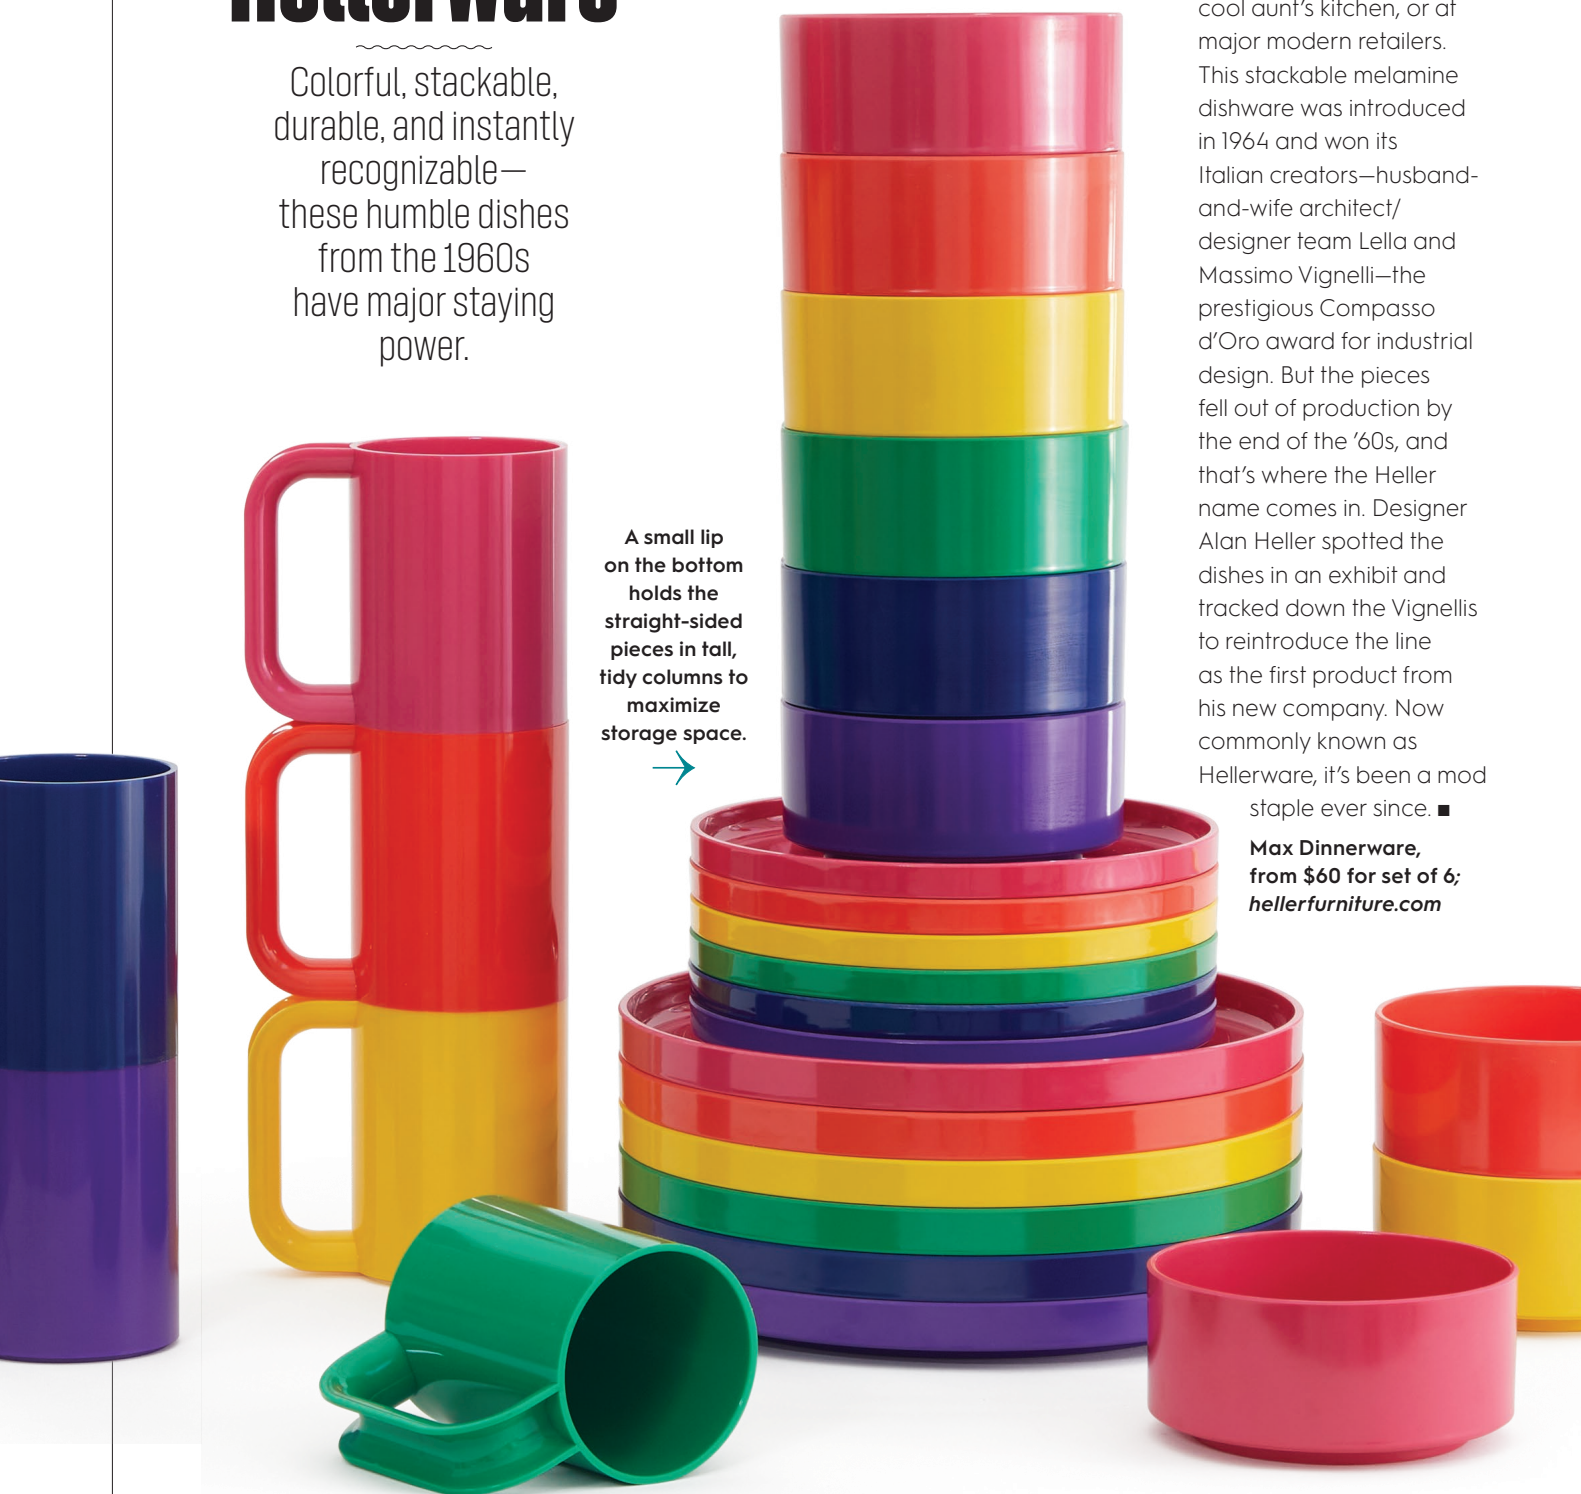 Hellerware
Colorful, stackable,
durable, and instantly
recognizable—
these humble dishes
from the 1960s
have major staying
power.
A small lip
on the bottom
holds the
straight-sided
pieces in tall,
tidy columns to
maximize
storage space.
cool aunt’s kitchen, or at
major modern retailers.
This stackable melamine
dishware was introduced
in 1964 and won its
Italian creators—husband-
and-wife architect/
designer team Lella and
Massimo Vignelli—the
prestigious Compasso
d’Oro award for industrial
design. But the pieces
fell out of production by
the end of the ’60s, and
that’s where the Heller
name comes in. Designer
Alan Heller spotted the
dishes in an exhibit and
tracked down the Vignellis
to reintroduce the line
as the first product from
his new company. Now
commonly known as
Hellerware, it’s been a mod
staple ever since. ■
Max Dinnerware,
from $60 for set of 6;
hellerfurniture.com